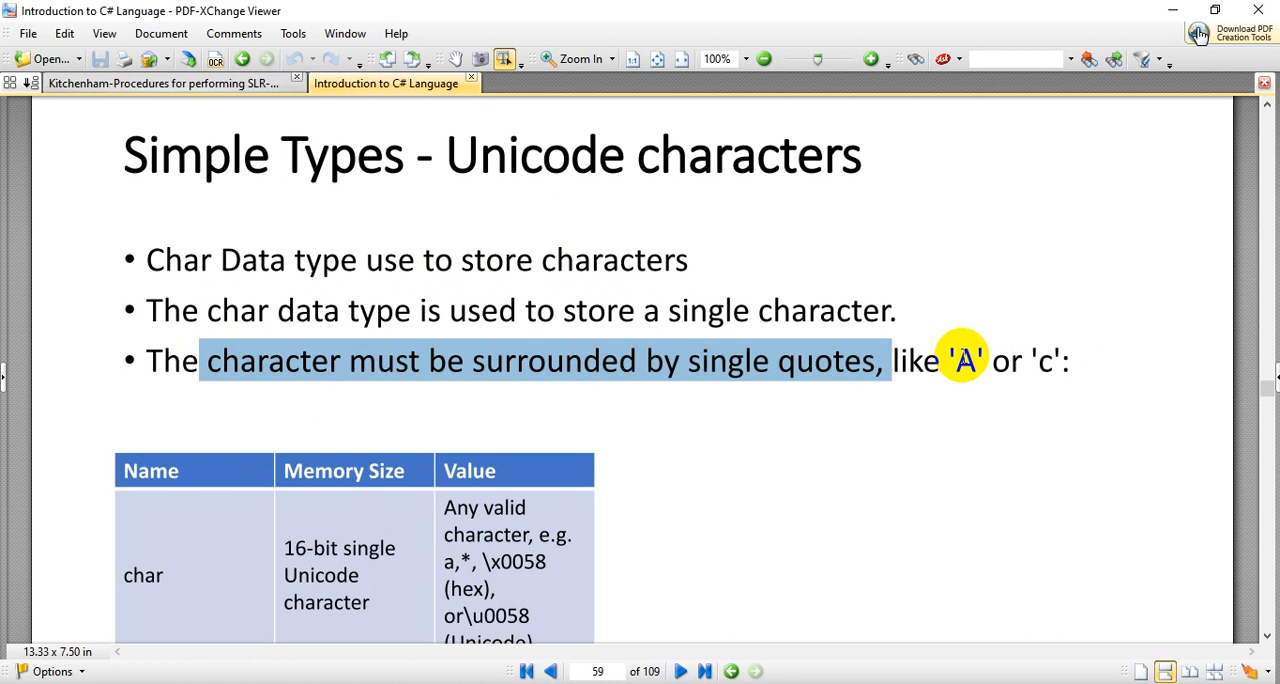 Introduction to C# Language - PDF-XChange Viewer
File Edit View Document Comments Tools Window Help
Download PDF
Creation Tools
Open...
OCR
Zoom In
100%
Kitchenham-Procedures for performing SLR-...
Introduction to C# Language
Simple Types - Unicode characters
• Char Data type use to store characters
• The char data type is used to store a single character.
• The character must be surrounded by single quotes, like 'A' or 'c':
Name Memory Size Value
char
16-bit single
Unicode
character
Any valid
character, e.g.
a,*, \x0058
(hex),
or\u0058
(Unicode)
13.33 x 7.50 in
Options
59 of 109